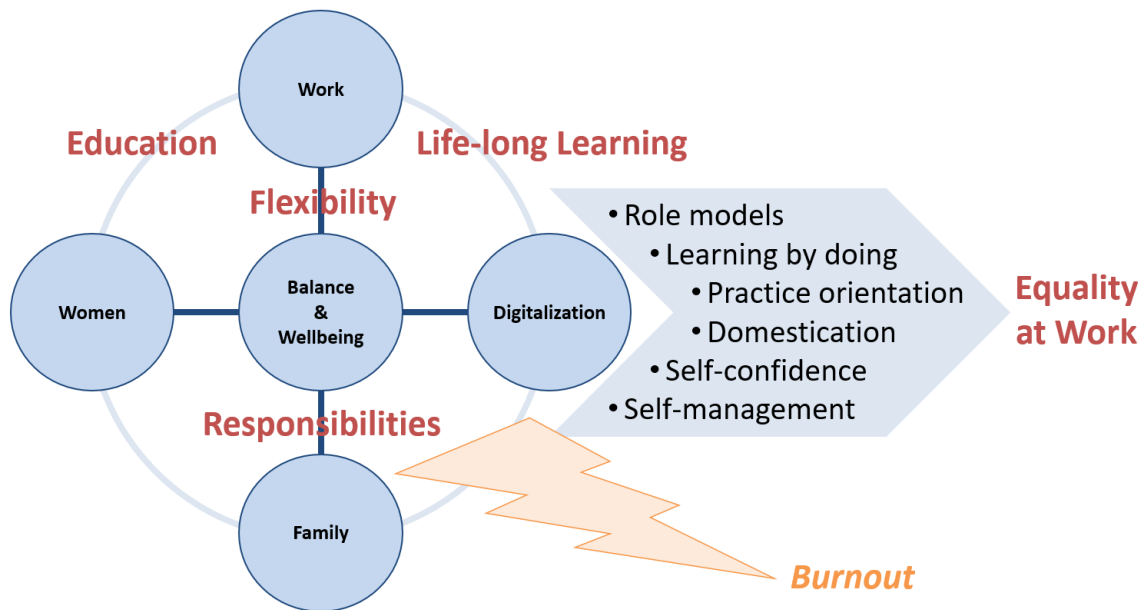 Work
Education
Life-long Learning
Flexibility
• Role models
• Learning by doing
• Practice orientation
• Domestication
• Self-confidence
• Self-management
Women
Balance
&
Wellbeing
Digitalization
Equality
at Work
Responsibilities
Family
Burnout